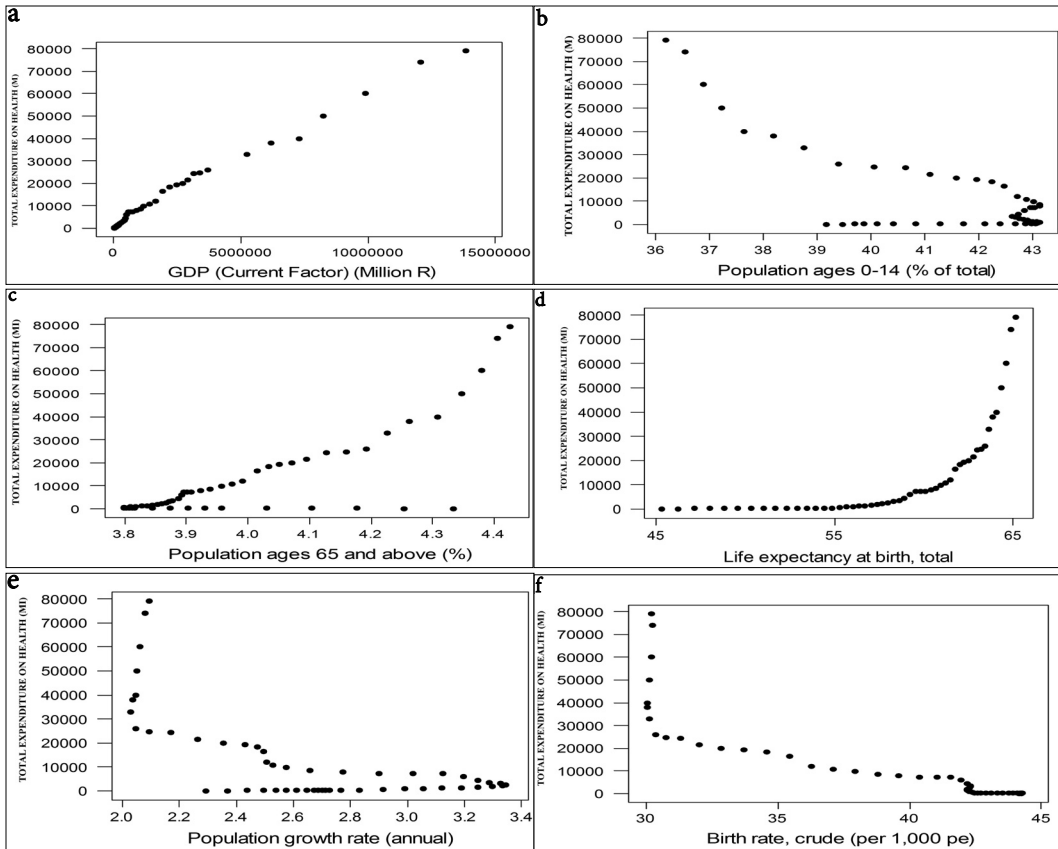 a
TOTAL EXPENDITURE ON HEALTH (M)
80000
70000
60000
50000
40000
30000
20000
10000
0
0 5000000 10000000 15000000
GDP (Current Factor) (Million R)
b
TOTAL EXPENDITURE ON HEALTH (M)
80000
70000
60000
50000
40000
30000
20000
10000
0
36 37 38 39 40 41 42 43
Population ages 0-14 (% of total)
c
TOTAL EXPENDITURE ON HEALTH (MI)
80000
70000
60000
50000
40000
30000
20000
10000
0
3.8 3.9 4.0 4.1 4.2 4.3 4.4
Population ages 65 and above (%)
d
TOTAL EXPENDITURE ON HEALTH (MI)
80000
70000
60000
50000
40000
30000
20000
10000
0
45 55 65
Life expectancy at birth, total
e
TOTAL EXPENDITURE ON HEALTH (MI)
80000
70000
60000
50000
40000
30000
20000
10000
0
2.0 2.2 2.4 2.6 2.8 3.0 3.2 3.4
Population growth rate (annual)
f
TOTAL EXPENDITURE ON HEALTH (MI)
80000
70000
60000
50000
40000
30000
20000
10000
0
30 35 40 45
Birth rate, crude (per 1,000 pe)